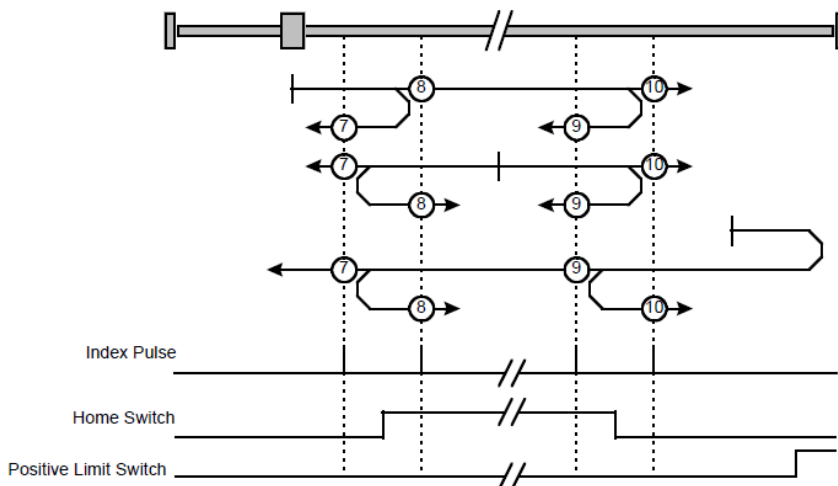 8 10
7 9
7 10
8 9
7 9
8 10
Index Pulse
Home Switch
Positive Limit Switch